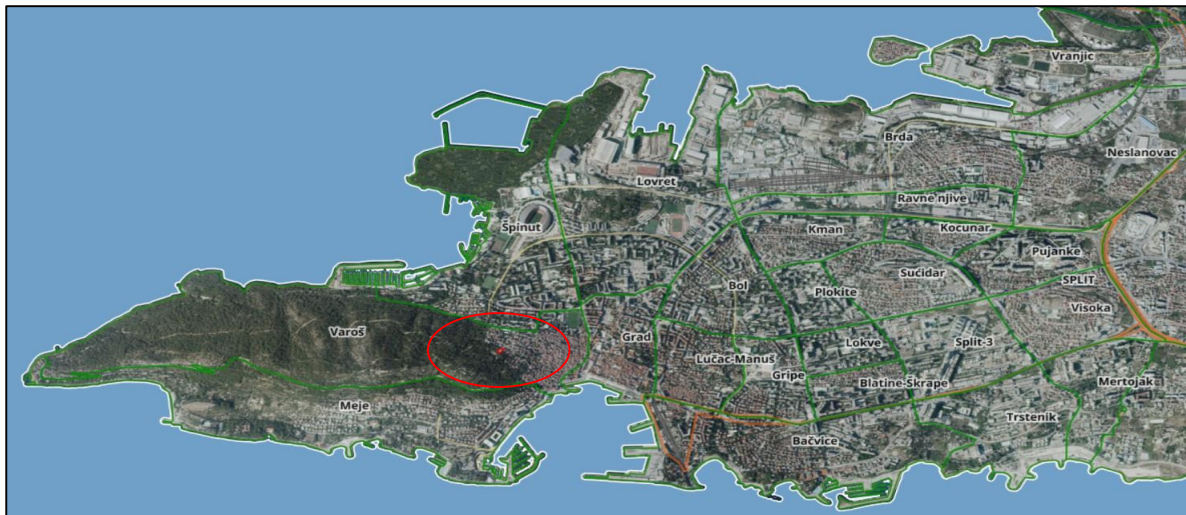 Vranjic
Brda
Neslanovac
Lovret
Ravne njive
Špinut
Kman
Kocunar
Pujanke
Sućidar
SPLIT
Bol
Plokite
Visoka
Varoš
Grad
Lokve
Split-3
Lučac-Manuš
Gripe
Blatine-Škrape
Mertojak
Meje
Trstenik
Bačvice